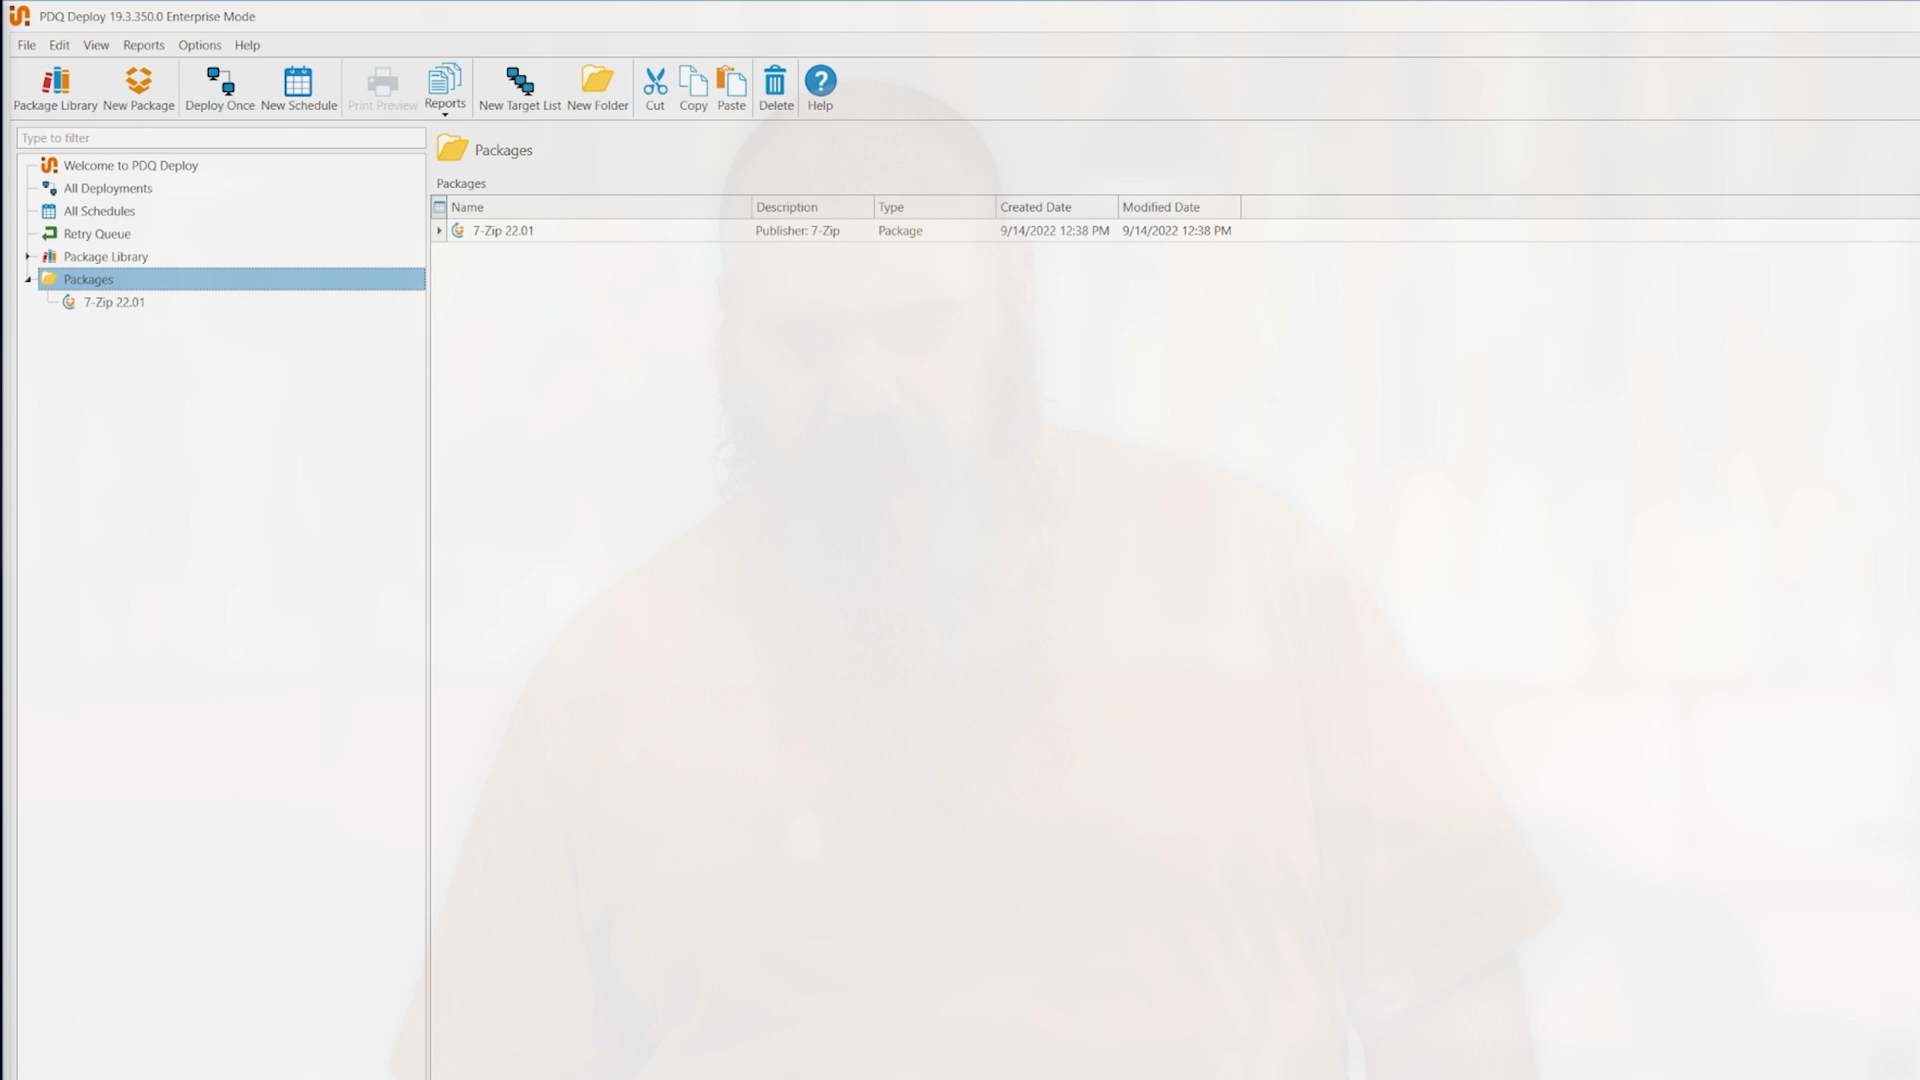 PDQ Deploy 19.3.350.0 Enterprise Mode
File Edit View Reports Options Help
Package Library New Package Deploy Once New Schedule Print Preview Reports New Target List New Folder Cut Copy Paste Delete Help
Type to filter
Welcome to PDQ Deploy
All Deployments
All Schedules
Retry Queue
Package Library
Packages
7-Zip 22.01
Packages
Packages
Name Description Type Created Date Modified Date
7-Zip 22.01 Publisher: 7-Zip Package 9/14/2022 12:38 PM 9/14/2022 12:38 PM